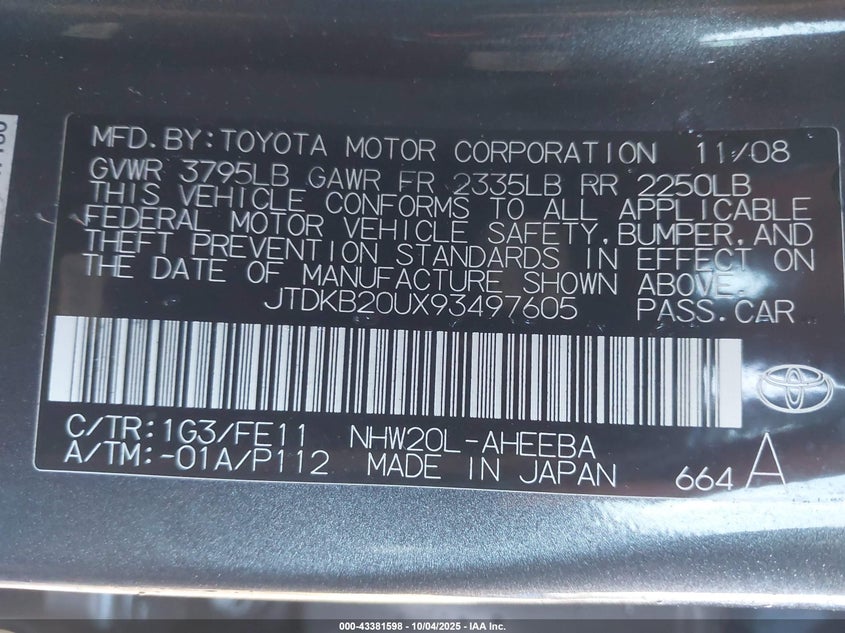 MFD.BY:TOYOTA MOTOR CORPORATION 11/08
GVWR 3795LB GAWR FR 2335LB RR 2250LB
THIS VEHICLE CONFORMS TO ALL APPLICABLE
FEDERAL MOTOR VEHICLE SAFETY,BUMPER,AND
THEFT PREVENTION STANDARDS IN EFFECT ON
THE DATE OF MANUFACTURE SHOWN ABOVE.
JTDKB20UX93497605 PASS.CAR
C/TR:1G3/FE11 NHW20L-AHEEBA
A/TM:-01A/P112 MADE IN JAPAN 664 A
000-43381598 - 10/04/2025 - IAA Inc.